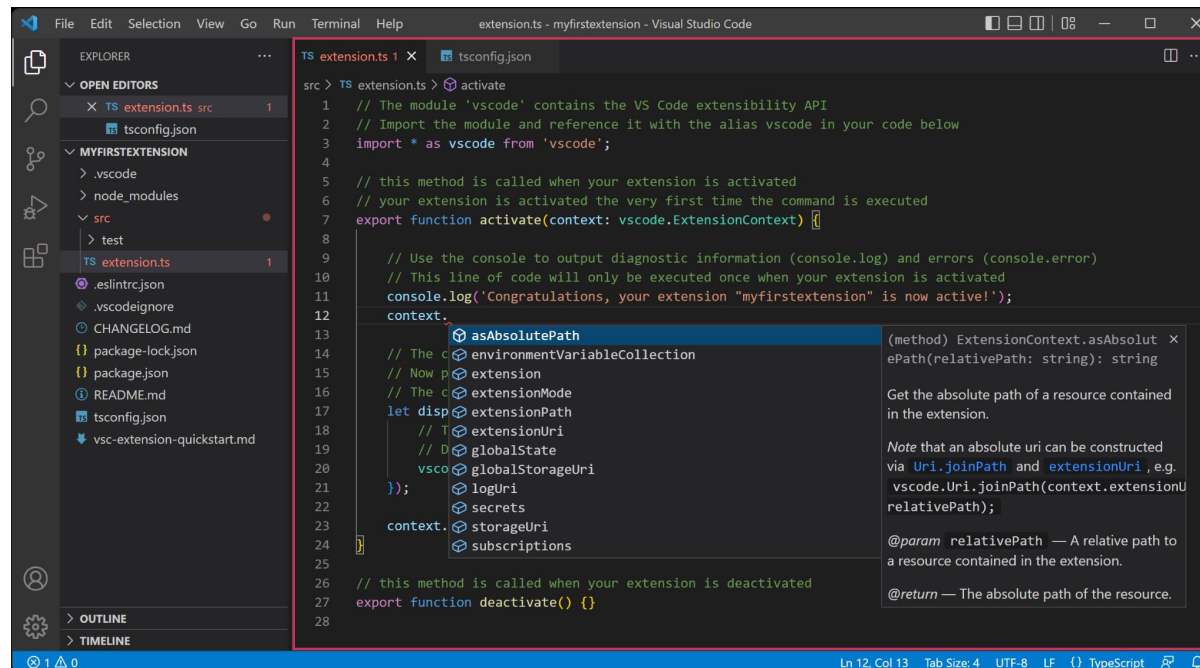 File Edit Selection View Go Run Terminal Help
extension.ts - myfirstextension - Visual Studio Code
EXPLORER
OPEN EDITORS
TS extension.ts src 1
tsconfig.json
MYFIRSTEXTENSION
.vscode
node_modules
src
test
TS extension.ts 1
.eslintrc.json
.vscodeignore
CHANGELOG.md
{} package-lock.json
{} package.json
README.md
TS tsconfig.json
vsc-extension-quickstart.md
OUTLINE
TIMELINE
TS extension.ts 1
tsconfig.json
src > TS extension.ts > activate
1 // The module 'vscode' contains the VS Code extensibility API
2 // Import the module and reference it with the alias vscode in your code below
3 import * as vscode from 'vscode';
4
5 // this method is called when your extension is activated
6 // your extension is activated the very first time the command is executed
7 export function activate(context: vscode.ExtensionContext) {
8
9 // Use the console to output diagnostic information (console.log) and errors (console.error)
10 // This line of code will only be executed once when your extension is activated
11 console.log('Congratulations, your extension "myfirstextension" is now active!');
12 context.
13
14 // The c
15 // Now p
16 // The c
17 let disp
18 // T
19 // D
20 vsco
21 });
22
23 context.
24 }
25
26 // this method is called when your extension is deactivated
27 export function deactivate() {}
28
asAbsolutePath
environmentVariableCollection
extension
extensionMode
extensionPath
extensionUri
globalState
globalStorageUri
logUri
secrets
storageUri
subscriptions
(method) ExtensionContext.asAbsolut
ePath(relativePath: string): string
Get the absolute path of a resource contained
in the extension.
Note that an absolute uri can be constructed
via Uri.joinPath and extensionUri, e.g.
vscode.Uri.joinPath(context.extensionU
relativePath);
@param relativePath — A relative path to
a resource contained in the extension.
@return — The absolute path of the resource.
1 0
Ln 12, Col 13 Tab Size: 4 UTF-8 LF {} TypeScript